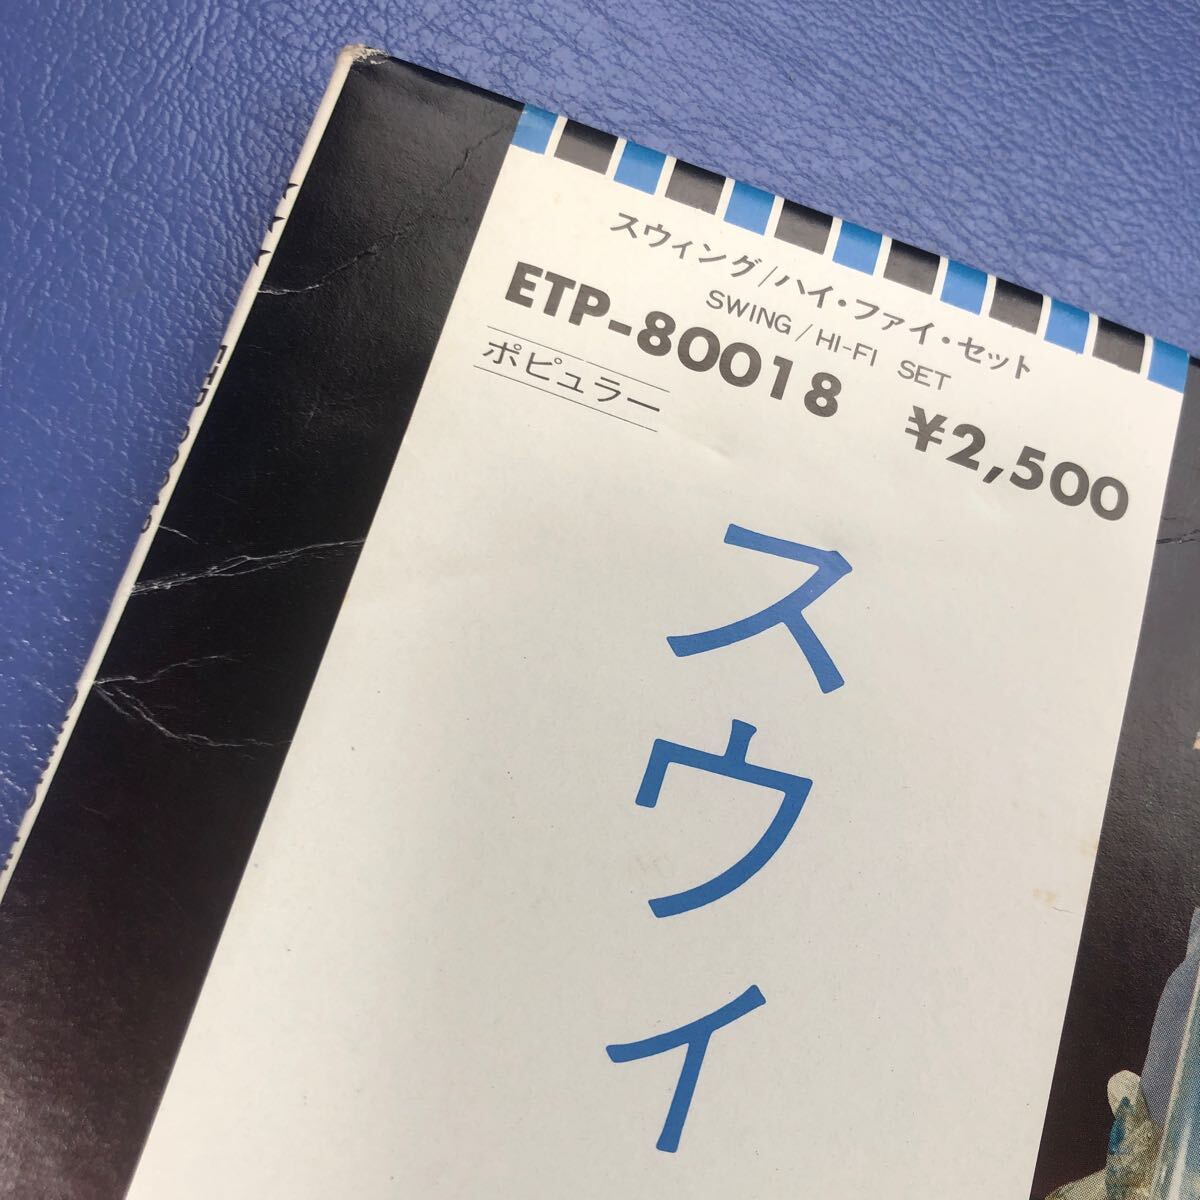 スウィング/ハイ・ファイ・セット
SWING/HI-FI SET
ETP-80018 ¥2,500
ポピュラー
スウィ